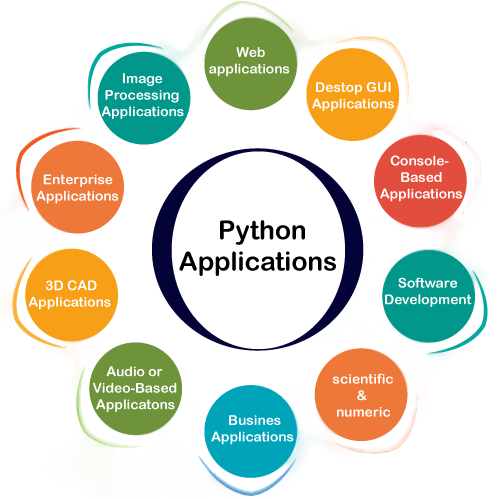 Python
Applications
Web
applications
Destop GUI
Applications
Console-
Based
Applications
Software
Development
scientific
&
numeric
Busines
Applications
Audio or
Video-Based
Applicatons
3D CAD
Applications
Enterprise
Applications
Image
Processing
Applications